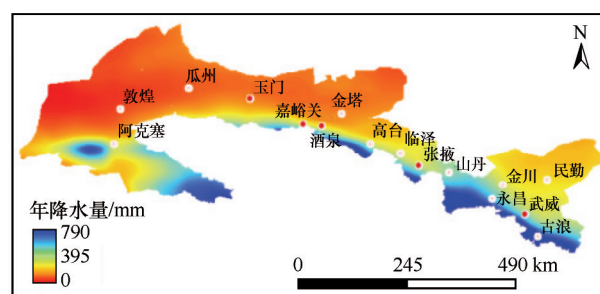 N
瓜州
玉门
敦煌
嘉峪关
金塔
阿克塞
酒泉
高台
临泽
张掖
山丹
金川
民勤
永昌
武威
古浪
年降水量/mm
790
395
0
0 245 490 km